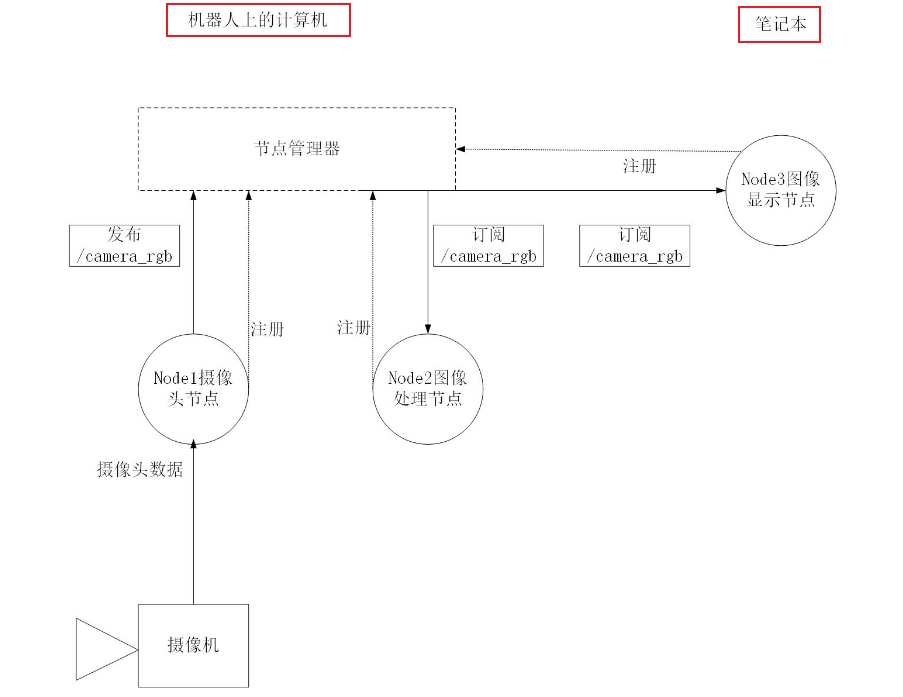 机器人上的计算机
笔记本
节点管理器
注册
Node3图像
显示节点
发布
/camera_rgb
订阅
/camera_rgb
订阅
/camera_rgb
注册
注册
Node1摄像
头节点
Node2图像
处理节点
摄像头数据
摄像机